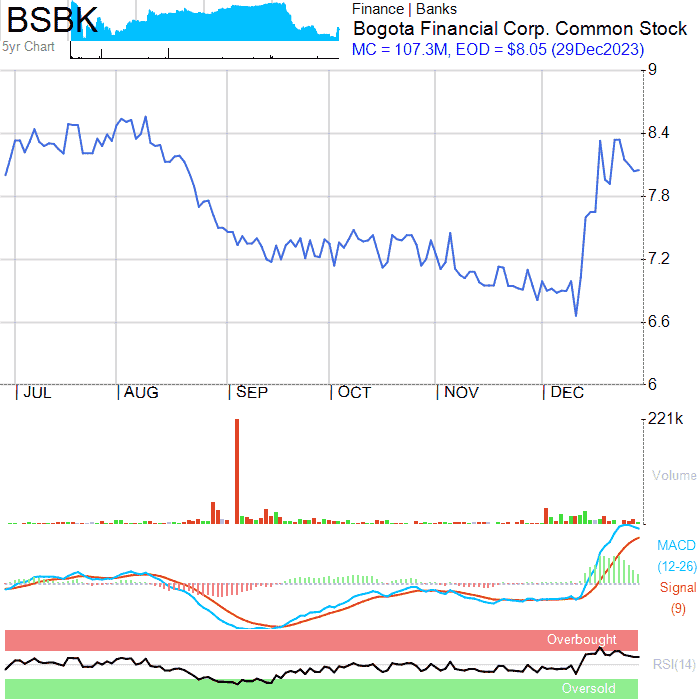 BSBK
5yr Chart
Finance | Banks
Bogota Financial Corp. Common Stock
MC = 107.3M, EOD = $8.05 (29Dec2023)
9
8.4
7.8
7.2
6.6
6
JUL AUG SEP OCT NOV DEC
221k
Volume
MACD
(12-26)
Signal
(9)
Overbought
RSI(14)
Oversold